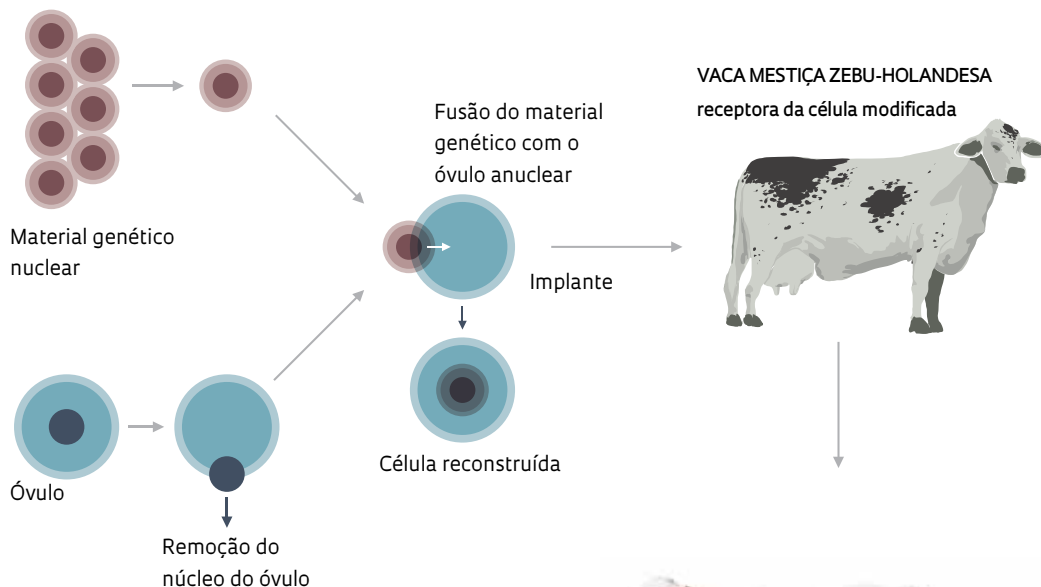 VACA MESTIÇA ZEBU-HOLANDESA
receptora da célula modificada
Fusão do material
genético com o
óvulo anuclear
Material genético
nuclear
Implante
Célula reconstruída
Óvulo
Remoção do
núcleo do óvulo